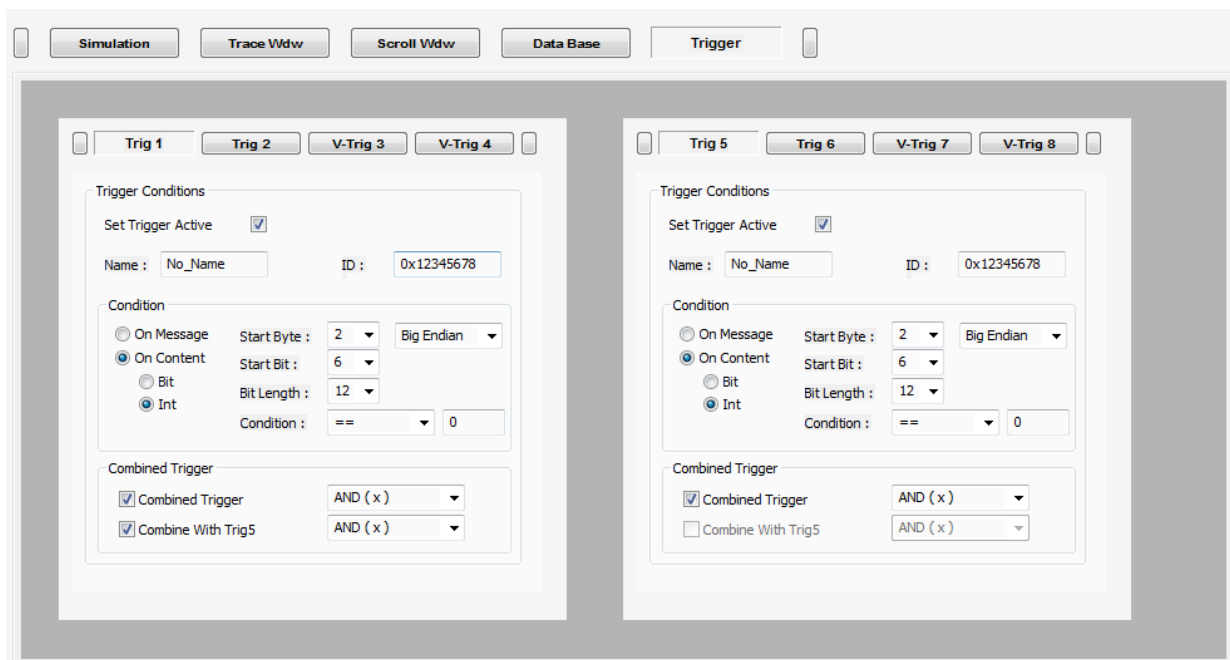 Simulation Trace Wdw Scroll Wdw Data Base Trigger
Trig 1 Trig 2 V-Trig 3 V-Trig 4
Trigger Conditions
Set Trigger Active
Name : No_Name ID : 0x12345678
Condition
On Message Start Byte : 2 Big Endian
On Content Start Bit : 6
Bit Bit Length : 12
Int
Condition : == 0
Combined Trigger
Combined Trigger AND ( x )
Combine With Trig5 AND ( x )
Trig 5 Trig 6 V-Trig 7 V-Trig 8
Trigger Conditions
Set Trigger Active
Name : No_Name ID : 0x12345678
Condition
On Message Start Byte : 2 Big Endian
On Content Start Bit : 6
Bit Bit Length : 12
Int
Condition : == 0
Combined Trigger
Combined Trigger AND ( x )
Combine With Trig5 AND ( x )